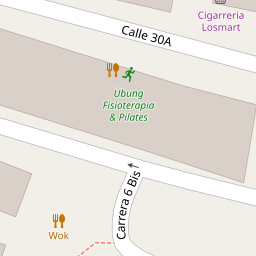 Cigarreria
Losmart
Calle 30A
Ubung
Fisioterapia
& Pilates
Carrera 6 Bis
Wok